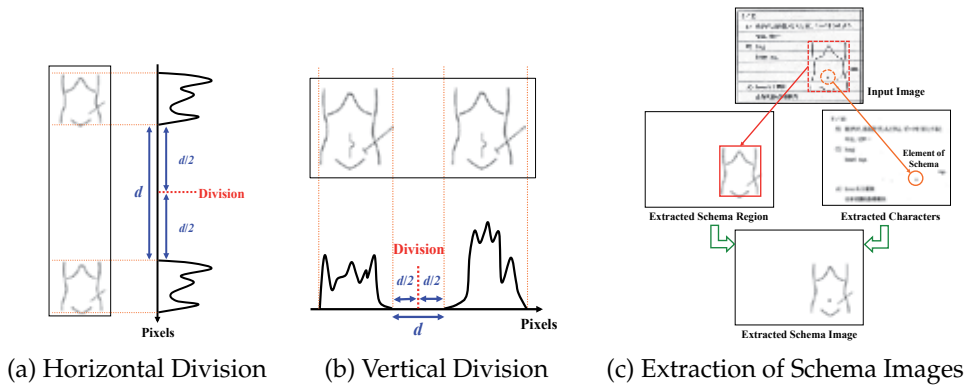 d
d/2
Division
d/2
Pixels
(a) Horizontal Division
Division
d/2
d/2
d
Pixels
(b) Vertical Division
Input Image
Element of
Schema
Extracted Schema Region
Extracted Characters
Extracted Schema Image
(c) Extraction of Schema Images